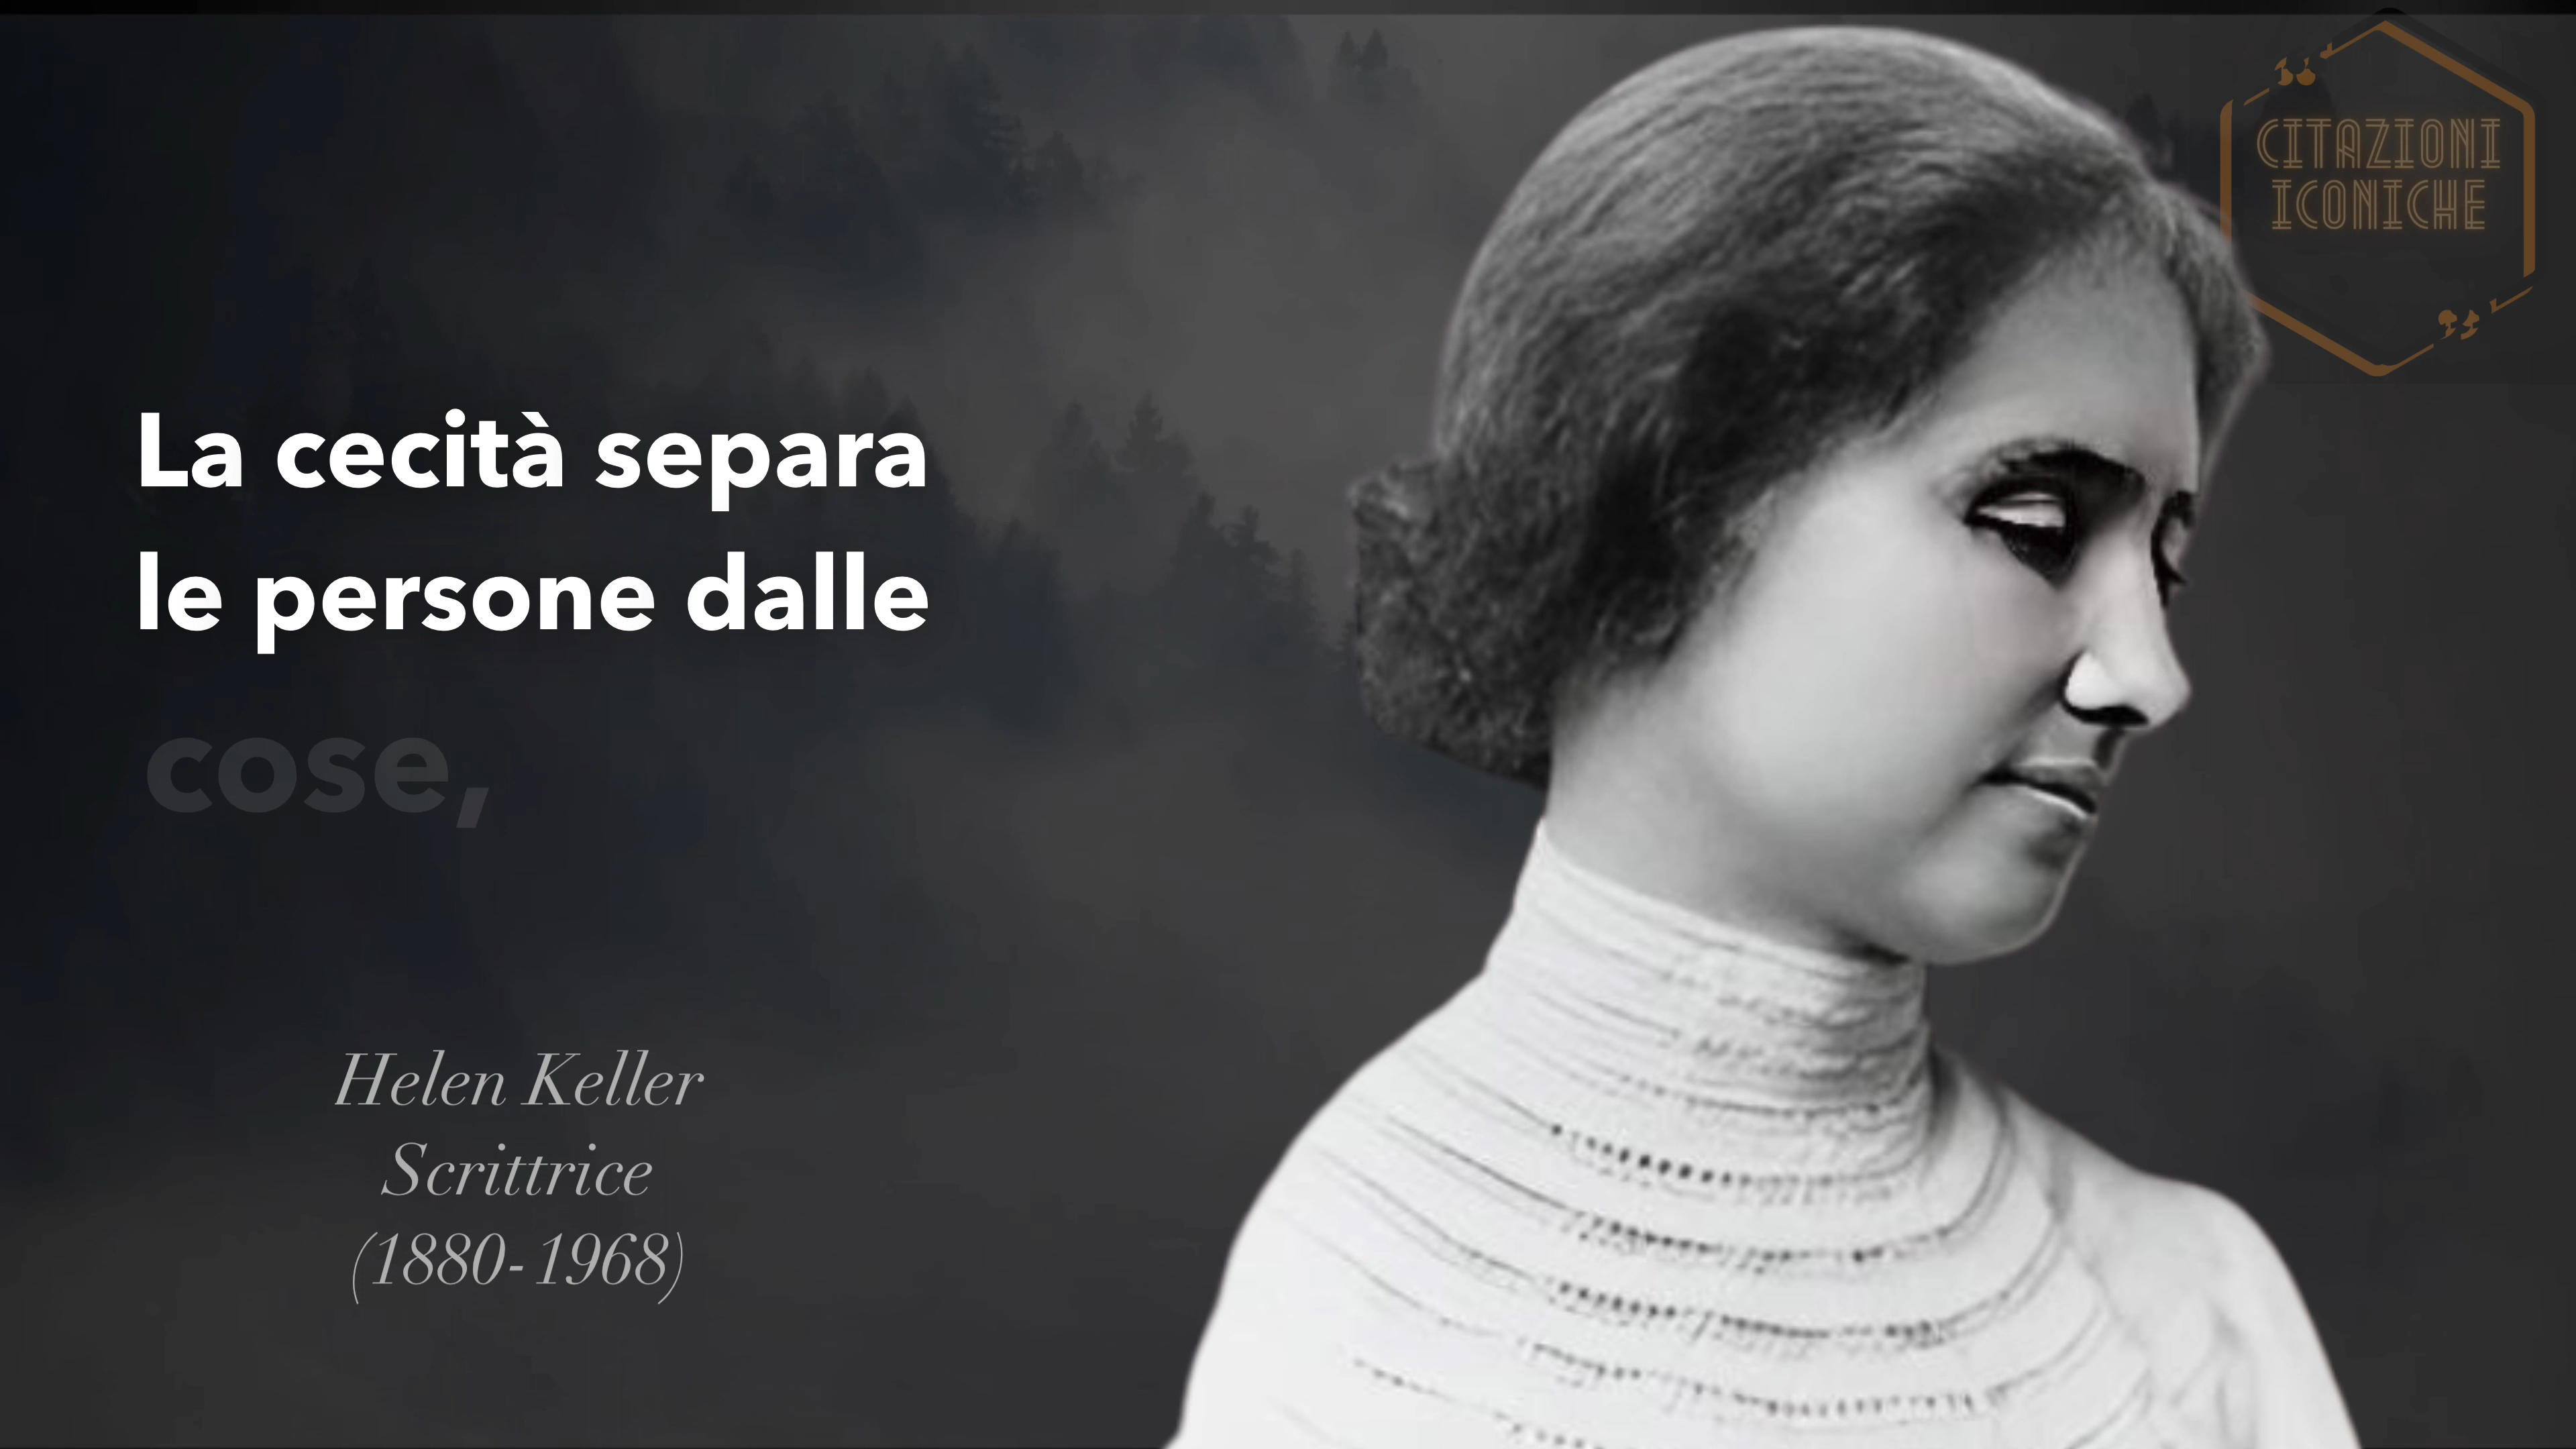 CITAZIONI
ICONICHE
La cecità separa
le persone dalle
cose,
Helen Keller
Scrittrice
(1880-1968)